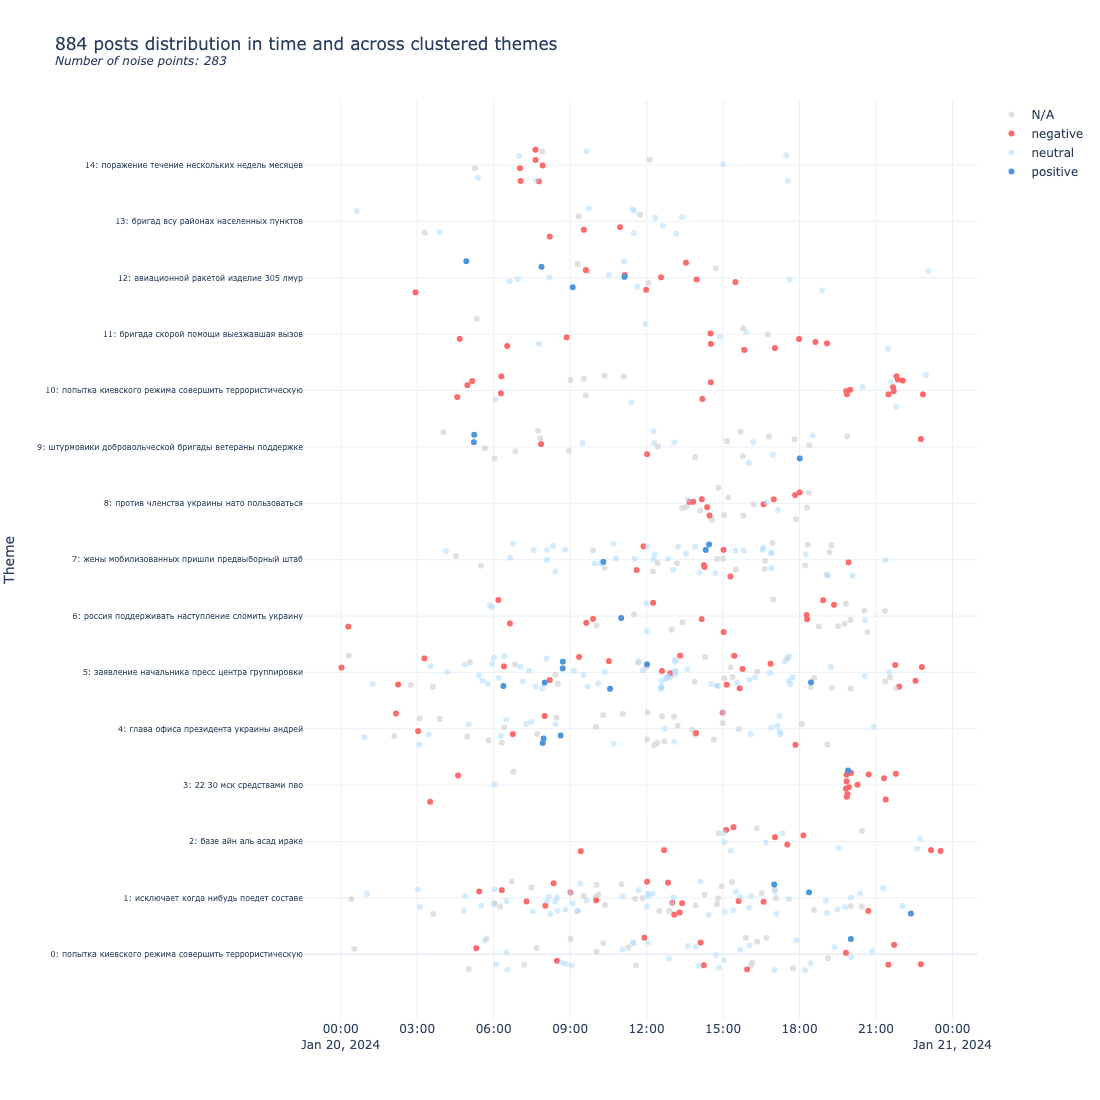 884 posts distribution in time and across clustered themes
Number of noise points: 283
N/A
negative
neutral
positive
Theme
14: поражение течение нескольких недель месяцев
13: бригад всу районах населенных пунктов
12: авиационной ракетой изделие 305 лмур
11: бригада скорой помощи выезжавшая вызов
10: попытка киевского режима совершить террористическую
9: штурмовики добровольческой бригады ветераны поддержке
8: против членства украины нато пользоваться
7: жены мобилизованных пришли предвыборный штаб
6: россия поддерживать наступление сломить украину
5: заявление начальника пресс центра группировки
4: глава офиса президента украины андрей
3: 22 30 мск средствами пво
2: базе айн аль асад ираке
1: исключает когда нибудь поедет составе
0: попытка киевского режима совершить террористическую
00:00 03:00 06:00 09:00 12:00 15:00 18:00 21:00 00:00
Jan 20, 2024 Jan 21, 2024